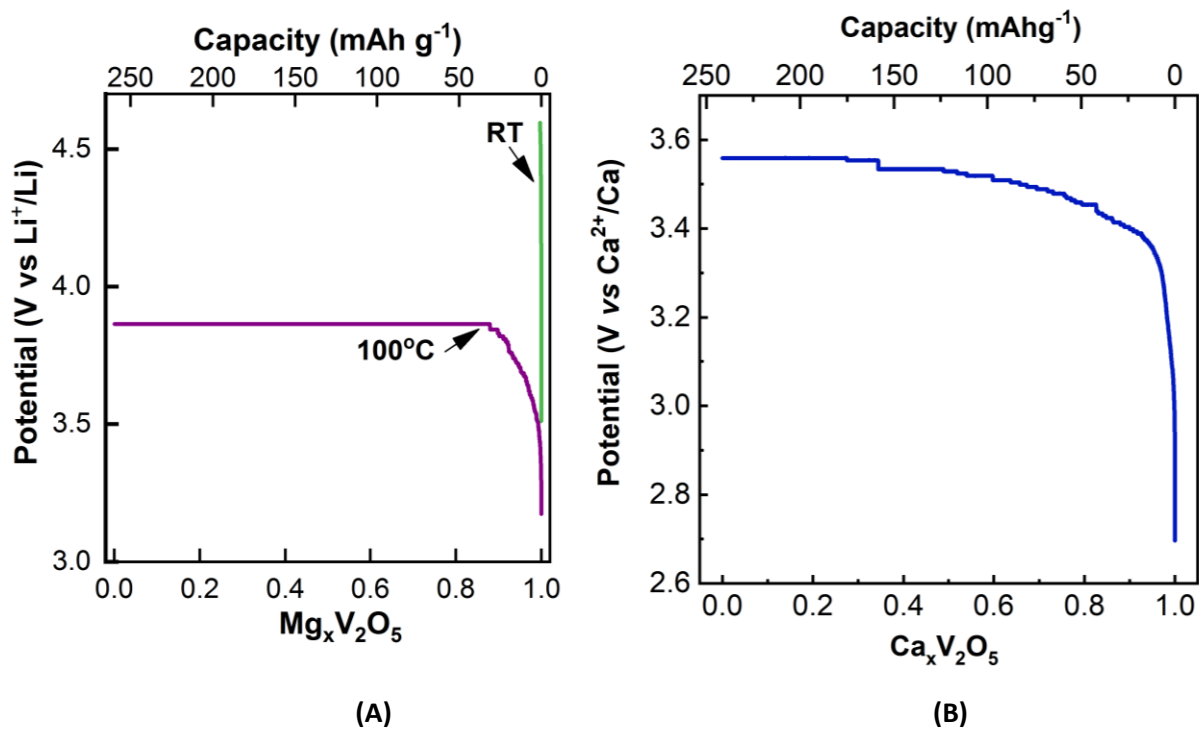 Capacity (mAh g⁻¹)
250 200 150 100 50 0
Potential (V vs Li⁺/Li)
4.5
4.0
3.5
3.0
RT
100°C
0.0 0.2 0.4 0.6 0.8 1.0
MgₓV₂O₅
(A)
Capacity (mAhg⁻¹)
250 200 150 100 50 0
Potential (V vs Ca²⁺/Ca)
3.6
3.4
3.2
3.0
2.8
2.6
0.0 0.2 0.4 0.6 0.8 1.0
CaₓV₂O₅
(B)